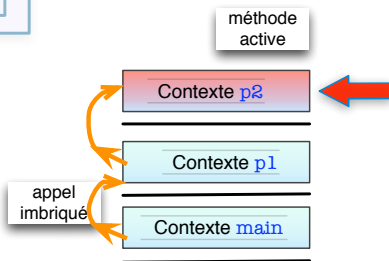 méthode
active
Contexte p2
Contexte p1
appel
imbriqué
Contexte main